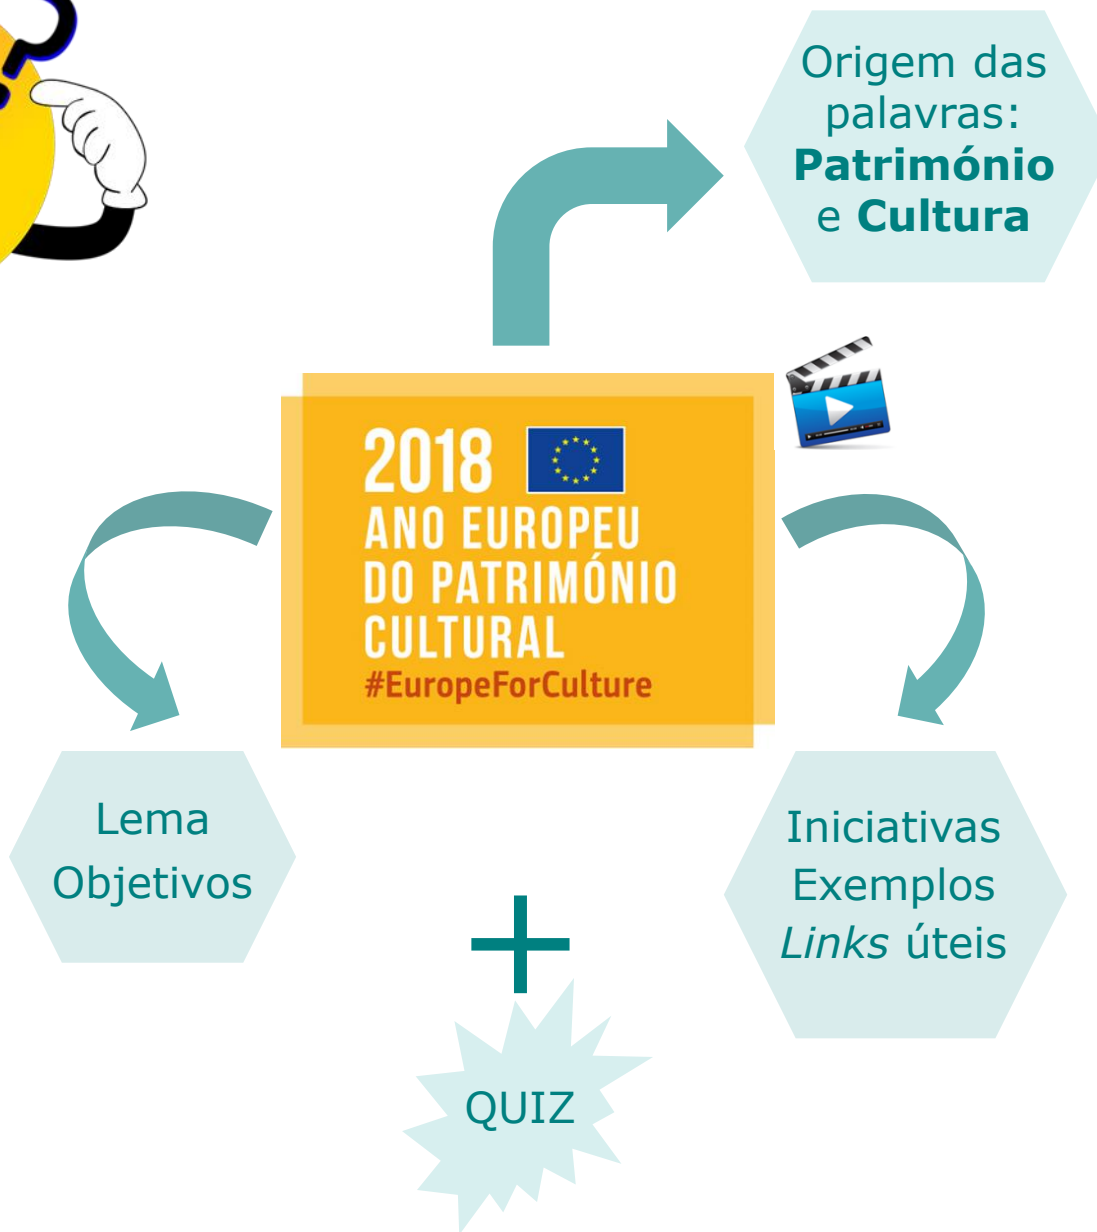 Origem das
palavras:
Património
e Cultura
2018
ANO EUROPEU
DO PATRIMÓNIO
CULTURAL
#EuropeForCulture
Lema
Objetivos
Iniciativas
Exemplos
Links úteis
+
QUIZ